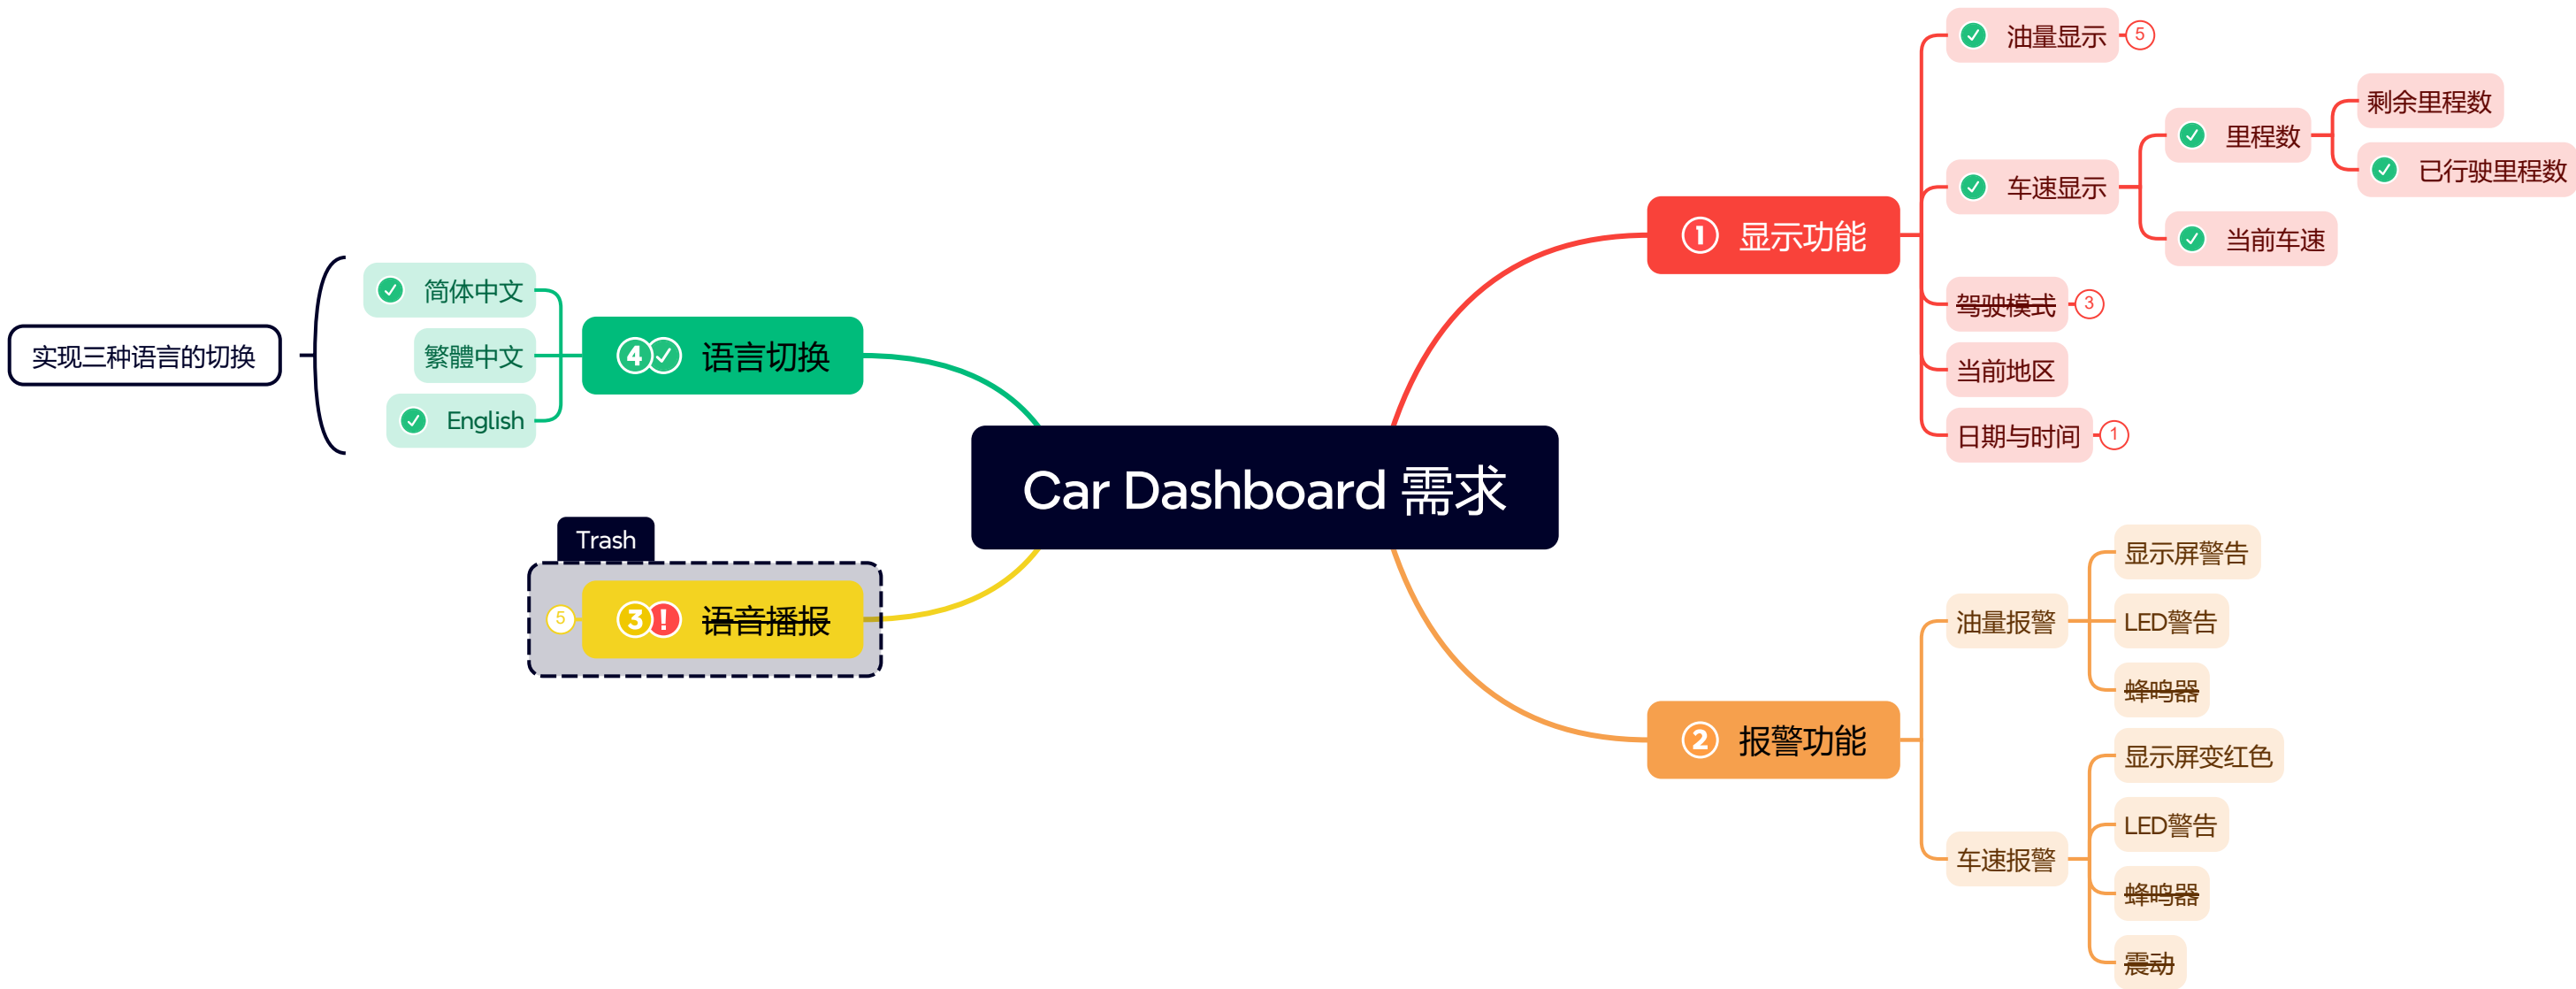 Car Dashboard 需求
1 显示功能
油量显示 5
车速显示
里程数
剩余里程数
已行驶里程数
当前车速
驾驶模式 3
当前地区
日期与时间 1
2 报警功能
油量报警
显示屏警告
LED警告
蜂鸣器
车速报警
显示屏变红色
LED警告
蜂鸣器
震动
Trash
3 ! 语音播报
5
4 语言切换
简体中文
繁體中文
English
实现三种语言的切换